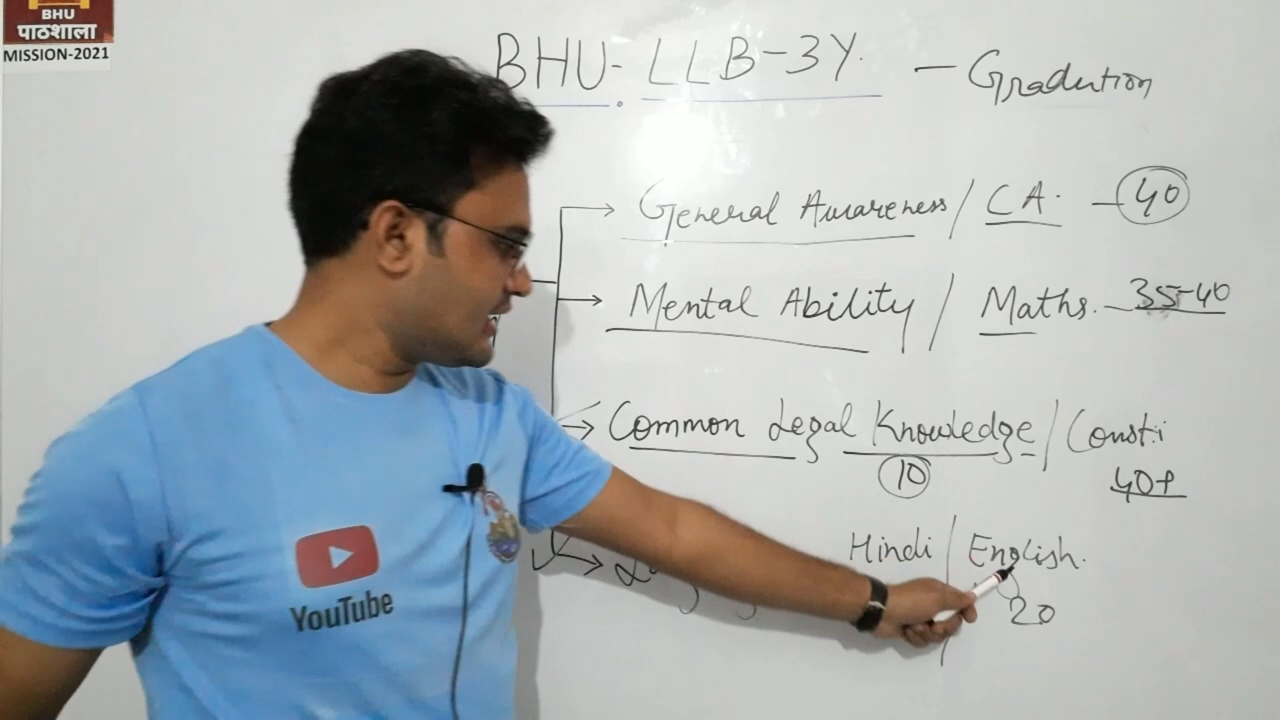 BHU
पाठशाला
MISSION-2021
BHU- LLB-3Y. - Gradution
General Awareness / CA. - 40
Mental Ability / Maths. - 35-40
Common Legal Knowledge / Consti
10 40+
Hindi / English.
20
YouTube